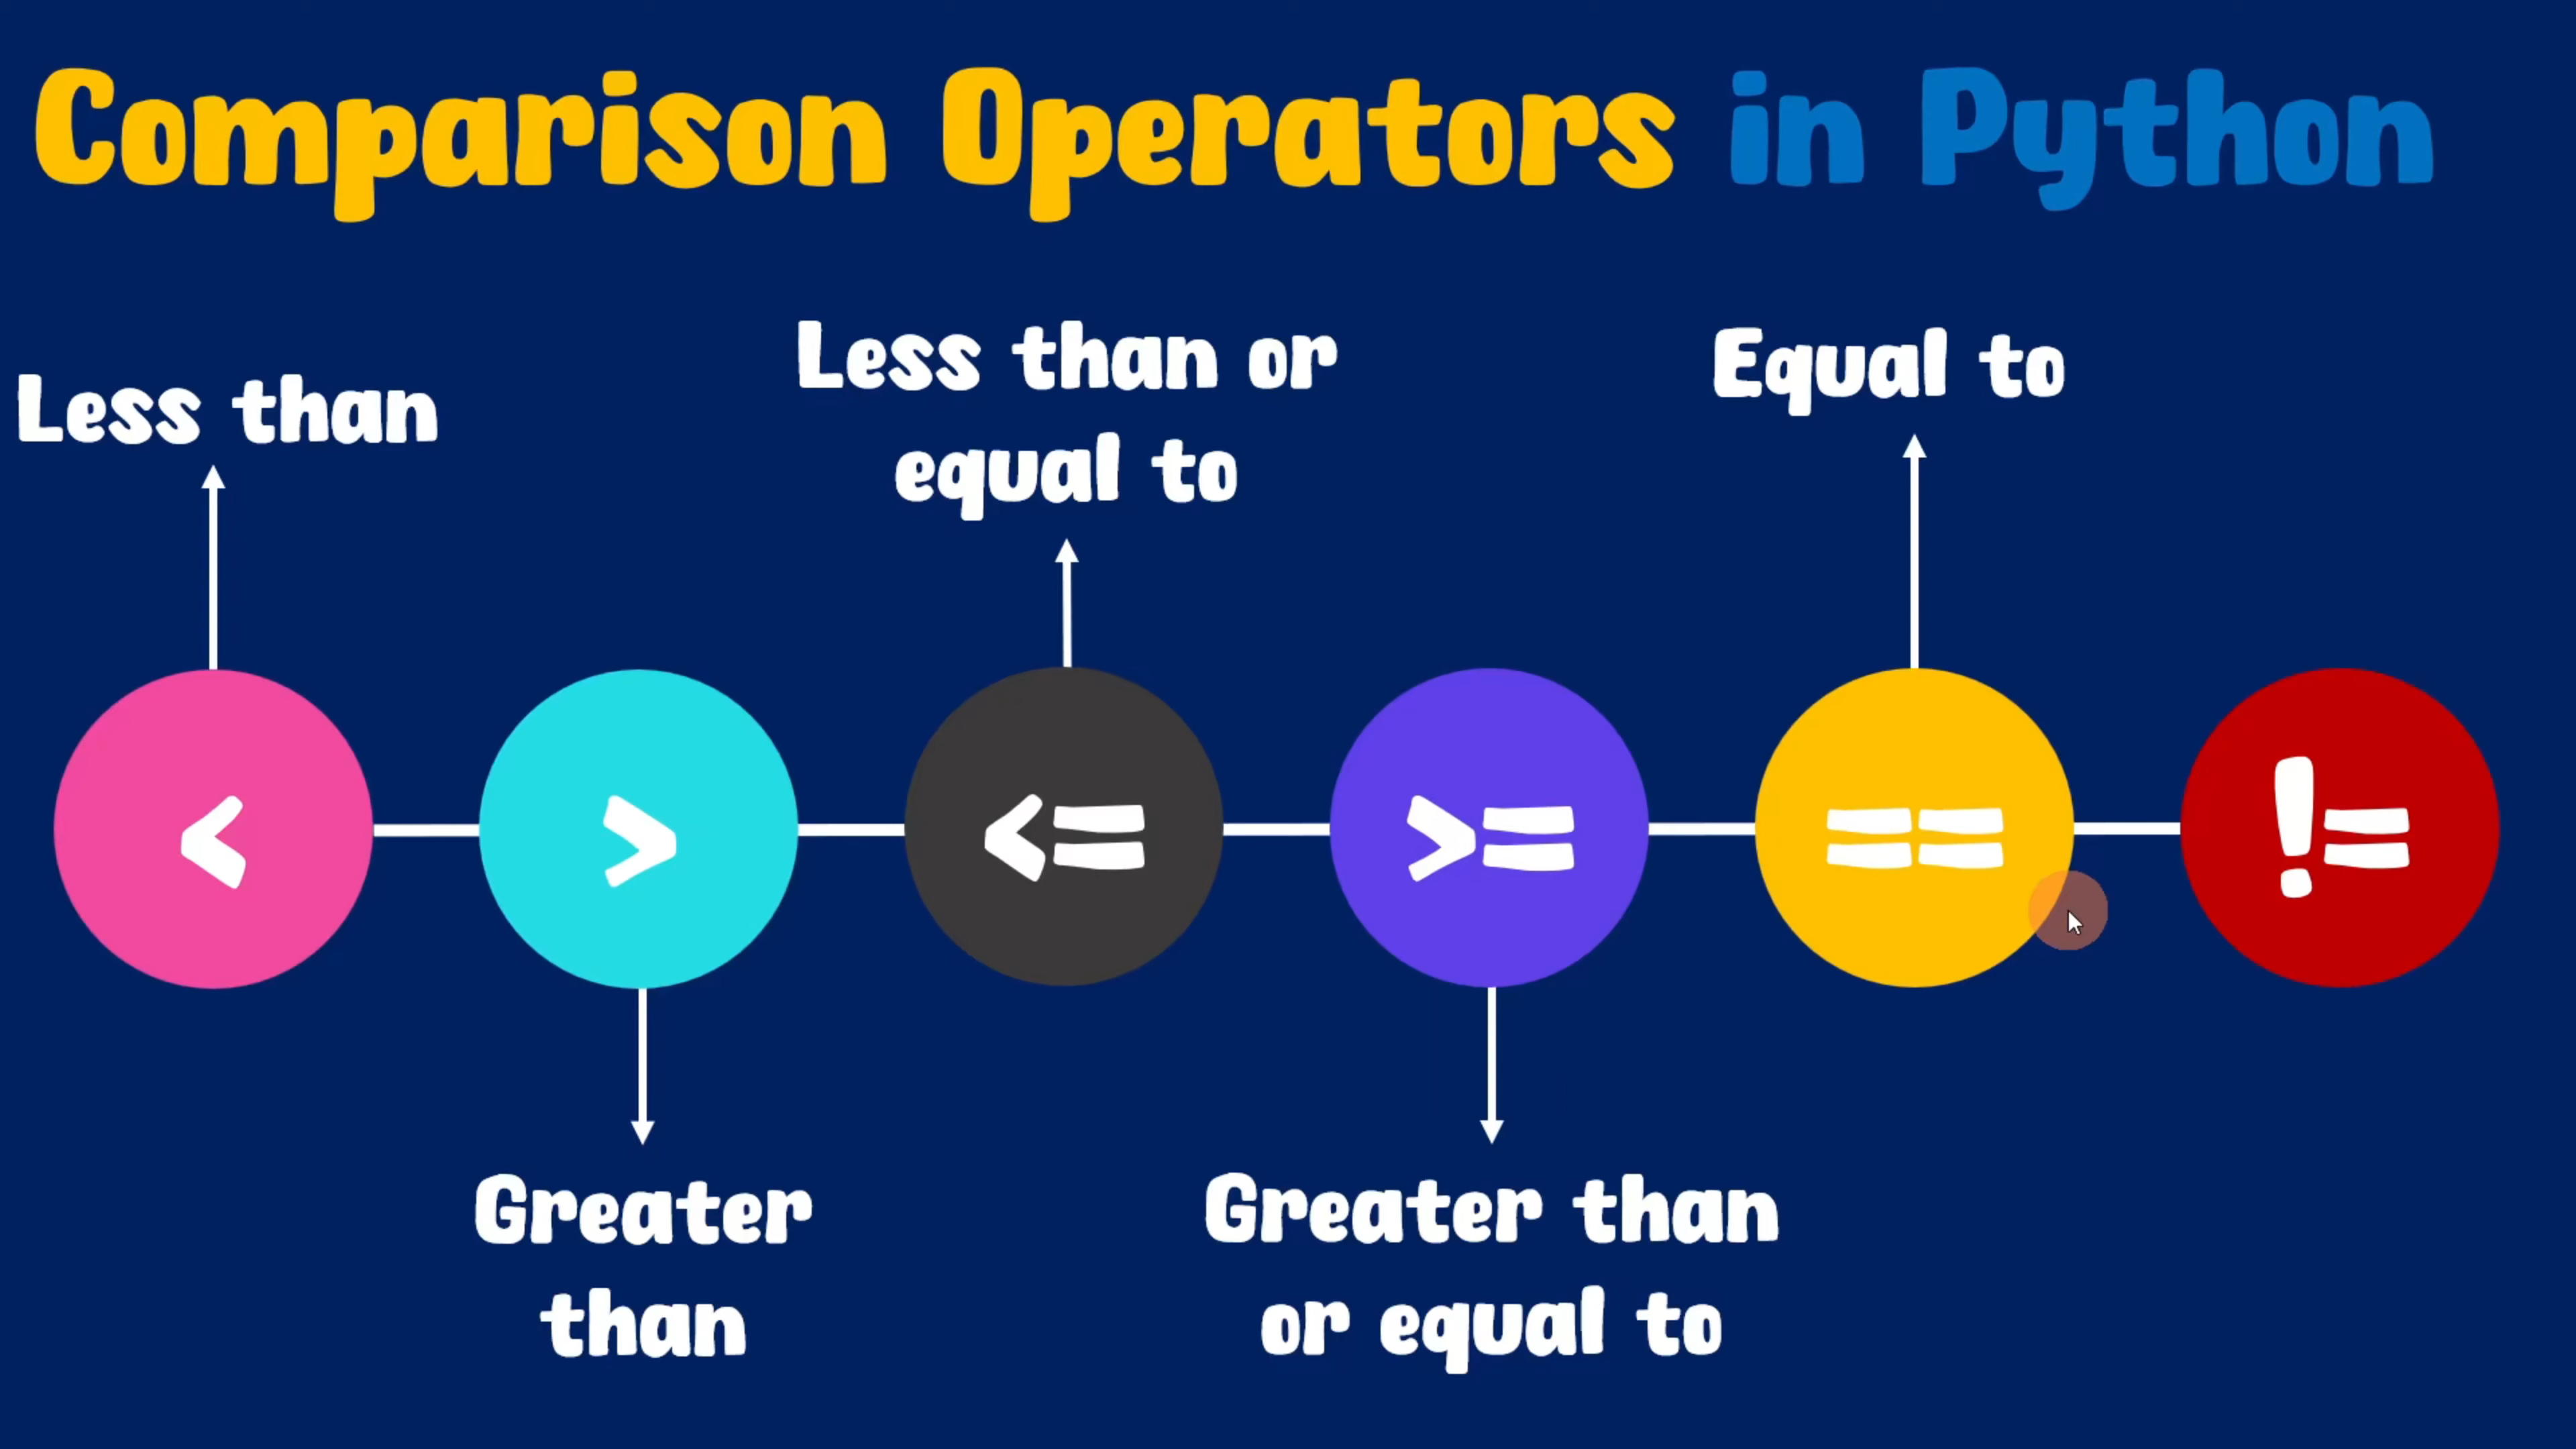 Comparison Operators in Python
Less than
Less than or
equal to
Equal to
<
>
<=
>=
==
!=
Greater
than
Greater than
or equal to